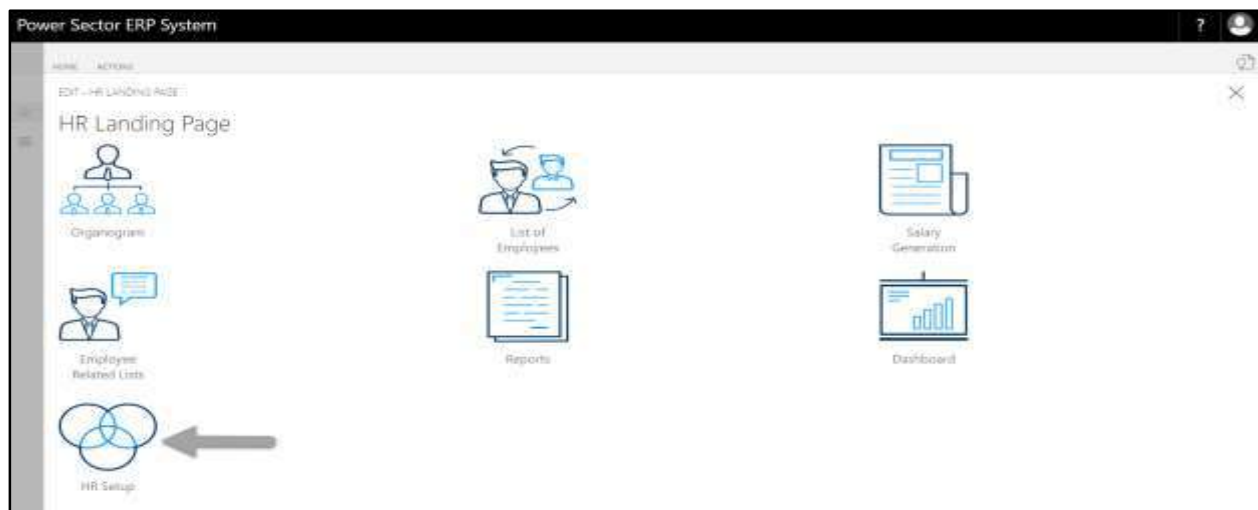 Power Sector ERP System ?
HOME ACTIONS
EDIT - HR LANDING PAGE
HR Landing Page
Organogram
List of
Employees
Salary
Generation
Employee
Related Lists
Reports
Dashboard
HR Setup